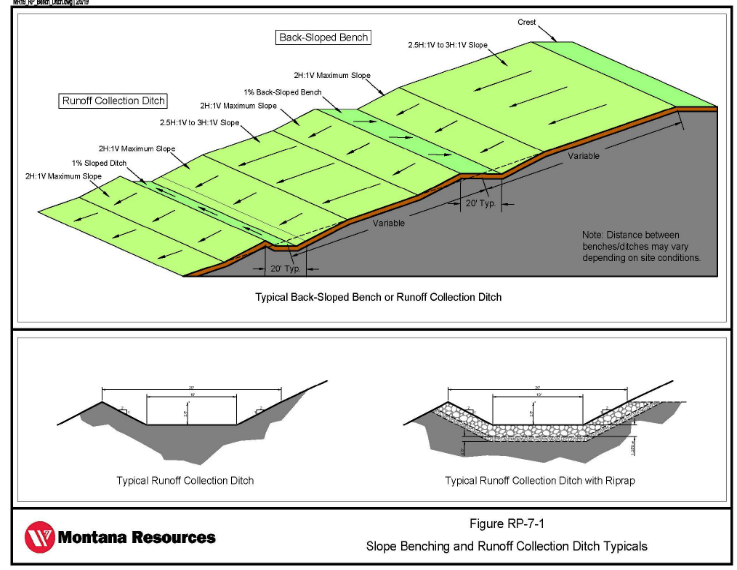 Crest
Back-Sloped Bench
2.5H:1V to 3H:1V Slope
2H:1V Maximum Slope
1% Back-Sloped Bench
Runoff Collection Ditch
2H:1V Maximum Slope
2.5H:1V to 3H:1V Slope
2H:1V Maximum Slope
1% Sloped Ditch
2H:1V Maximum Slope
Variable
20' Typ.
Variable
20' Typ.
Note: Distance between
benches/ditches may vary
depending on site conditions.
Typical Back-Sloped Bench or Runoff Collection Ditch
Typical Runoff Collection Ditch
Typical Runoff Collection Ditch with Riprap
Montana Resources
Figure RP-7-1
Slope Benching and Runoff Collection Ditch Typicals